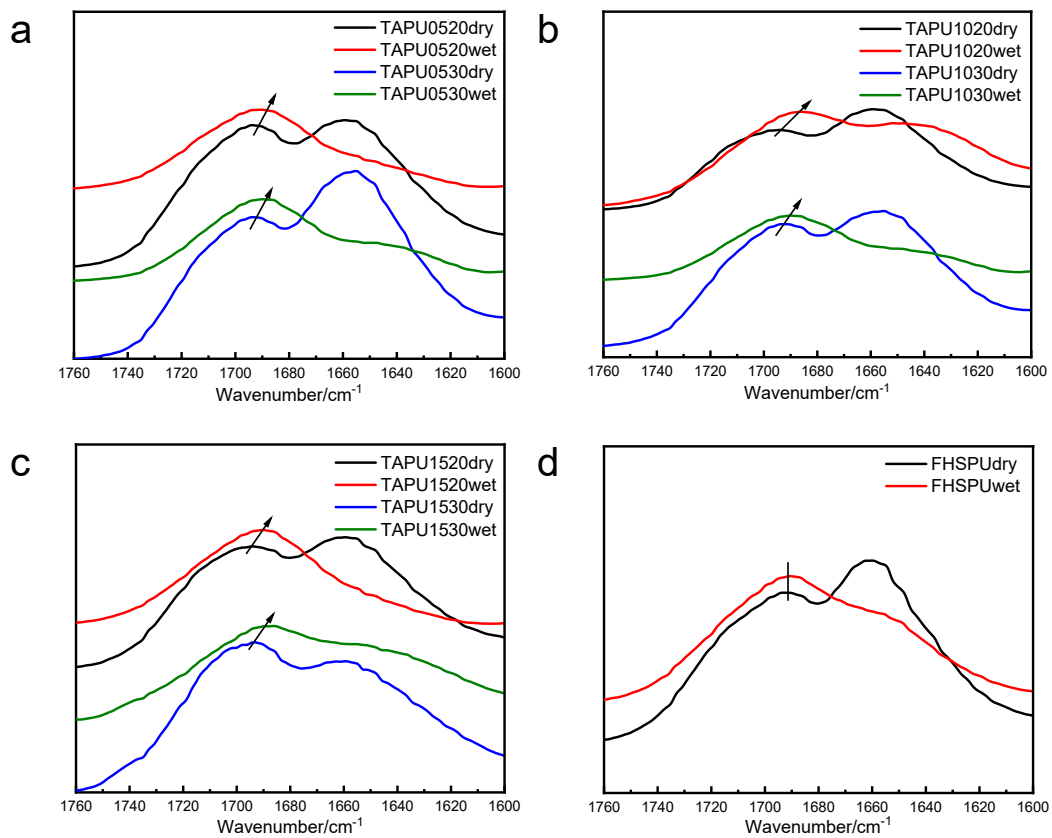 a
TAPU0520dry
TAPU0520wet
TAPU0530dry
TAPU0530wet
1760 1740 1720 1700 1680 1660 1640 1620 1600
Wavenumber/cm-1
b
TAPU1020dry
TAPU1020wet
TAPU1030dry
TAPU1030wet
1760 1740 1720 1700 1680 1660 1640 1620 1600
Wavenumber/cm-1
c
TAPU1520dry
TAPU1520wet
TAPU1530dry
TAPU1530wet
1760 1740 1720 1700 1680 1660 1640 1620 1600
Wavenumber/cm-1
d
FHSPUdry
FHSPUwet
1760 1740 1720 1700 1680 1660 1640 1620 1600
Wavenumber/cm-1